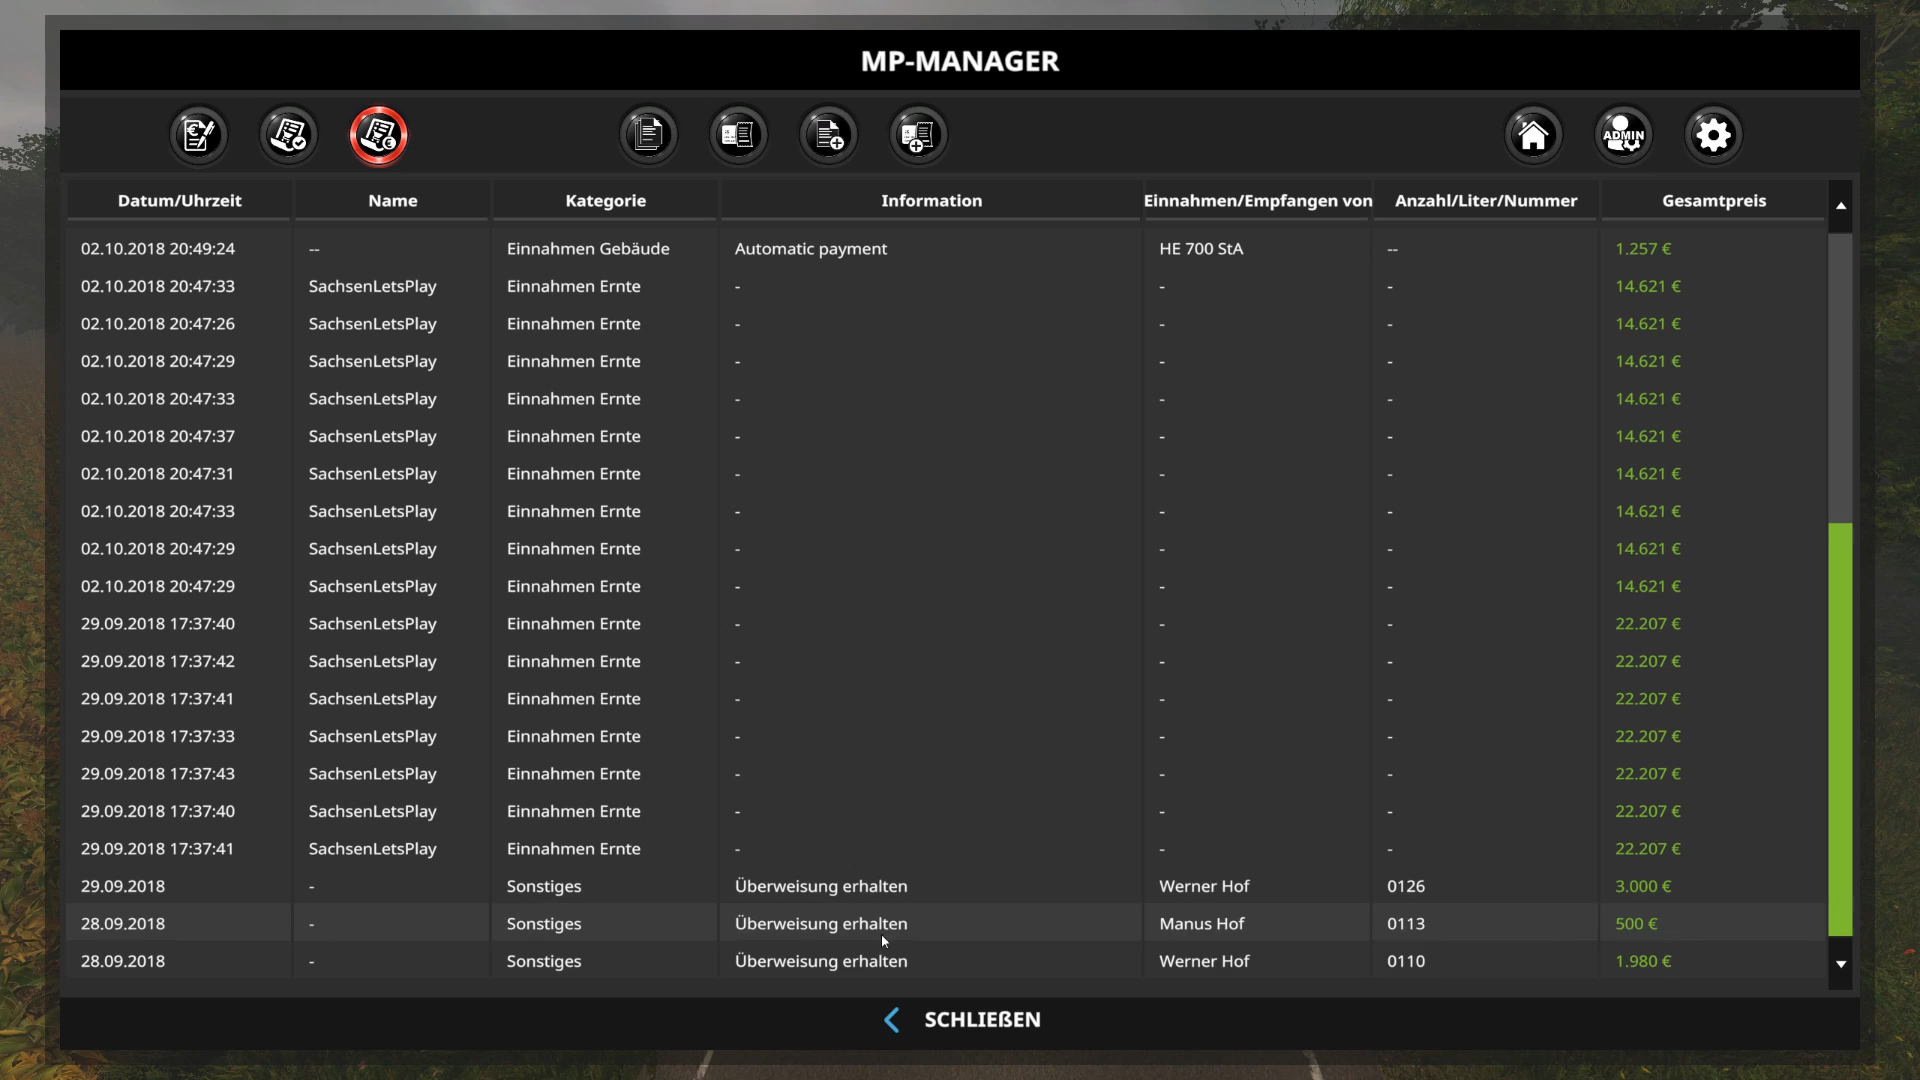 MP-MANAGER
ADMIN
Datum/Uhrzeit Name Kategorie Information Einnahmen/Empfangen von Anzahl/Liter/Nummer Gesamtpreis
02.10.2018 20:49:24 -- Einnahmen Gebäude Automatic payment HE 700 StA -- 1.257 €
02.10.2018 20:47:33 SachsenLetsPlay Einnahmen Ernte - - - 14.621 €
02.10.2018 20:47:26 SachsenLetsPlay Einnahmen Ernte - - - 14.621 €
02.10.2018 20:47:29 SachsenLetsPlay Einnahmen Ernte - - - 14.621 €
02.10.2018 20:47:33 SachsenLetsPlay Einnahmen Ernte - - - 14.621 €
02.10.2018 20:47:37 SachsenLetsPlay Einnahmen Ernte - - - 14.621 €
02.10.2018 20:47:31 SachsenLetsPlay Einnahmen Ernte - - - 14.621 €
02.10.2018 20:47:33 SachsenLetsPlay Einnahmen Ernte - - - 14.621 €
02.10.2018 20:47:29 SachsenLetsPlay Einnahmen Ernte - - - 14.621 €
02.10.2018 20:47:29 SachsenLetsPlay Einnahmen Ernte - - - 14.621 €
29.09.2018 17:37:40 SachsenLetsPlay Einnahmen Ernte - - - 22.207 €
29.09.2018 17:37:42 SachsenLetsPlay Einnahmen Ernte - - - 22.207 €
29.09.2018 17:37:41 SachsenLetsPlay Einnahmen Ernte - - - 22.207 €
29.09.2018 17:37:33 SachsenLetsPlay Einnahmen Ernte - - - 22.207 €
29.09.2018 17:37:43 SachsenLetsPlay Einnahmen Ernte - - - 22.207 €
29.09.2018 17:37:40 SachsenLetsPlay Einnahmen Ernte - - - 22.207 €
29.09.2018 17:37:41 SachsenLetsPlay Einnahmen Ernte - - - 22.207 €
29.09.2018 - Sonstiges Überweisung erhalten Werner Hof 0126 3.000 €
28.09.2018 - Sonstiges Überweisung erhalten Manus Hof 0113 500 €
28.09.2018 - Sonstiges Überweisung erhalten Werner Hof 0110 1.980 €
SCHLIEßEN